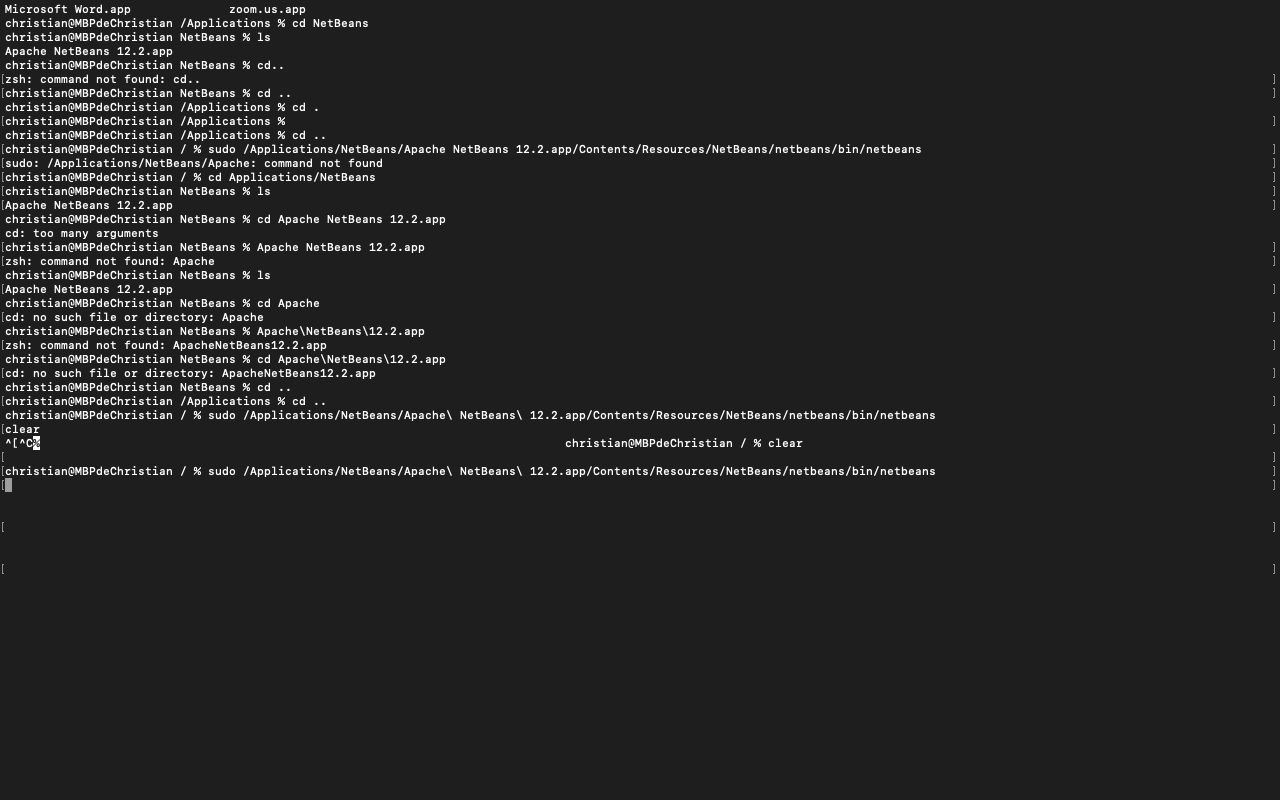 Microsoft Word.app zoom.us.app
christian@MBPdeChristian /Applications % cd NetBeans
christian@MBPdeChristian NetBeans % ls
Apache NetBeans 12.2.app
christian@MBPdeChristian NetBeans % cd..
[zsh: command not found: cd.. ]
[christian@MBPdeChristian NetBeans % cd .. ]
christian@MBPdeChristian /Applications % cd .
[christian@MBPdeChristian /Applications % ]
christian@MBPdeChristian /Applications % cd ..
[christian@MBPdeChristian / % sudo /Applications/NetBeans/Apache NetBeans 12.2.app/Contents/Resources/NetBeans/netbeans/bin/netbeans ]
[sudo: /Applications/NetBeans/Apache: command not found ]
[christian@MBPdeChristian / % cd Applications/NetBeans ]
[christian@MBPdeChristian NetBeans % ls ]
[Apache NetBeans 12.2.app ]
christian@MBPdeChristian NetBeans % cd Apache NetBeans 12.2.app
cd: too many arguments
[christian@MBPdeChristian NetBeans % Apache NetBeans 12.2.app ]
[zsh: command not found: Apache ]
christian@MBPdeChristian NetBeans % ls
[Apache NetBeans 12.2.app ]
christian@MBPdeChristian NetBeans % cd Apache
[cd: no such file or directory: Apache ]
christian@MBPdeChristian NetBeans % Apache\NetBeans\12.2.app
[zsh: command not found: ApacheNetBeans12.2.app ]
christian@MBPdeChristian NetBeans % cd Apache\NetBeans\12.2.app
[cd: no such file or directory: ApacheNetBeans12.2.app ]
christian@MBPdeChristian NetBeans % cd ..
[christian@MBPdeChristian /Applications % cd .. ]
christian@MBPdeChristian / % sudo /Applications/NetBeans/Apache\ NetBeans\ 12.2.app/Contents/Resources/NetBeans/netbeans/bin/netbeans
[clear ]
^[^C% christian@MBPdeChristian / % clear
[ ]
[christian@MBPdeChristian / % sudo /Applications/NetBeans/Apache\ NetBeans\ 12.2.app/Contents/Resources/NetBeans/netbeans/bin/netbeans ]
[ ]
[ ]
[ ]